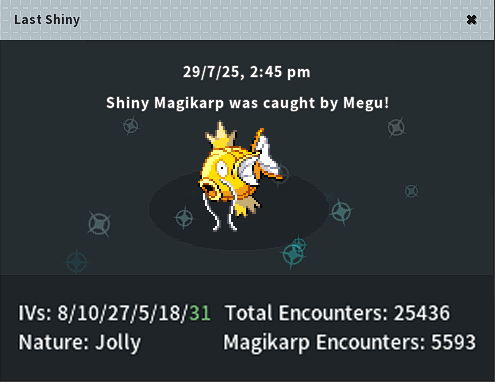 Last Shiny
29/7/25, 2:45 pm
Shiny Magikarp was caught by Megu!
IVs: 8/10/27/5/18/31 Total Encounters: 25436
Nature: Jolly Magikarp Encounters: 5593